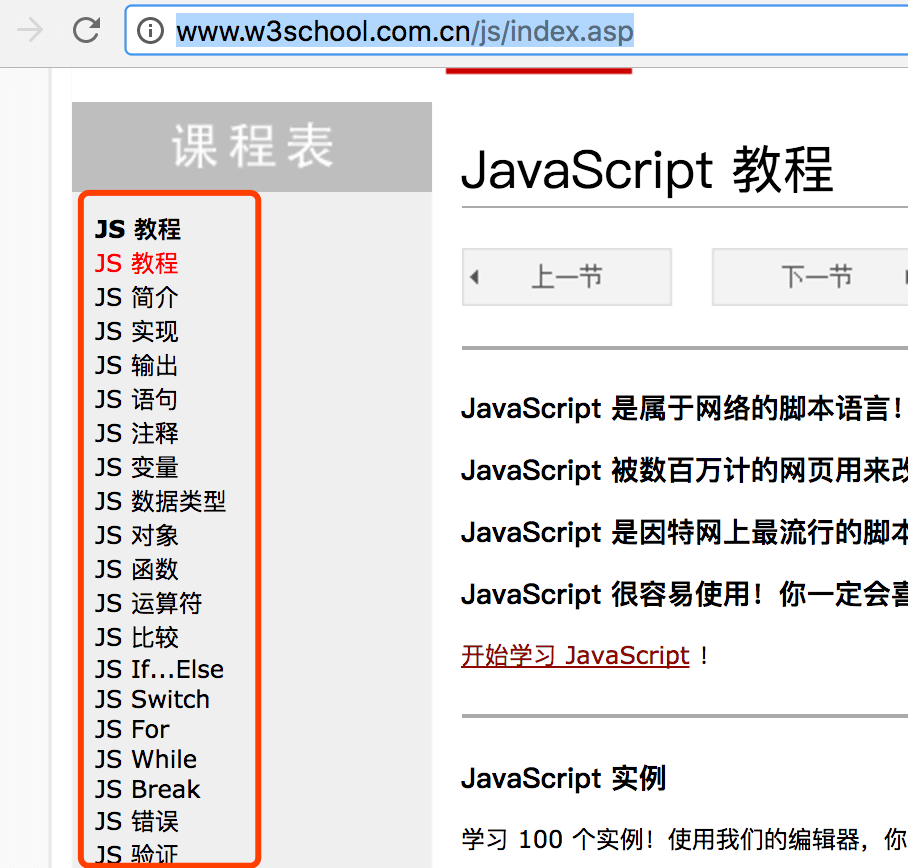 www.w3school.com.cn/js/index.asp
课程表
JS 教程
JS 教程
JS 简介
JS 实现
JS 输出
JS 语句
JS 注释
JS 变量
JS 数据类型
JS 对象
JS 函数
JS 运算符
JS 比较
JS If...Else
JS Switch
JS For
JS While
JS Break
JS 错误
JS 验证
JavaScript 教程
上一节
下一节
JavaScript 是属于网络的脚本语言！
JavaScript 被数百万计的网页用来改
JavaScript 是因特网上最流行的脚本
JavaScript 很容易使用！你一定会喜
开始学习 JavaScript ！
JavaScript 实例
学习 100 个实例！使用我们的编辑器，你